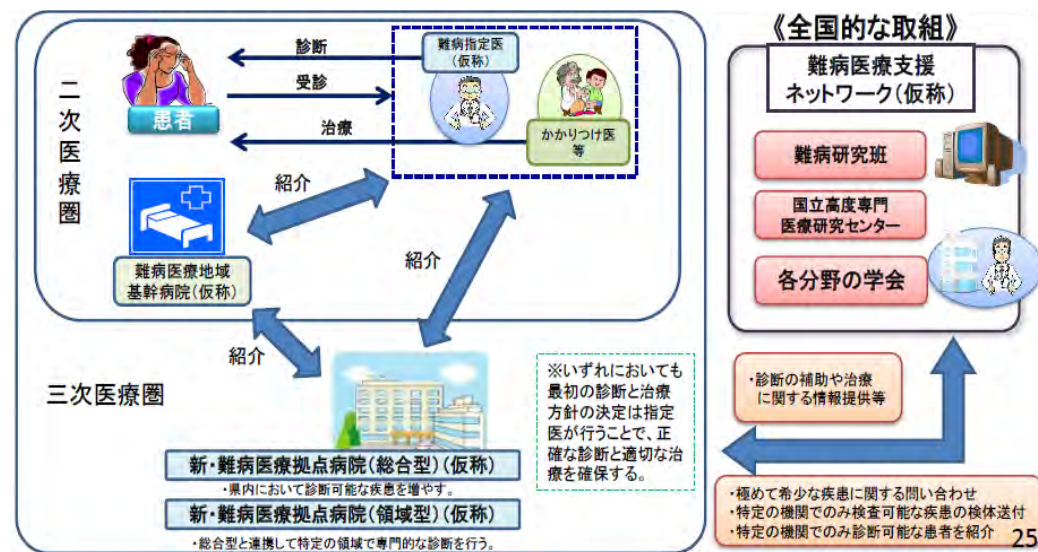 二次医療圏
患者
診断
受診
治療
難病指定医
(仮称)
かかりつけ医
等
紹介
難病医療地域
基幹病院(仮称)
紹介
紹介
三次医療圏
新・難病医療拠点病院(総合型)(仮称)
・県内において診断可能な疾患を増やす。
新・難病医療拠点病院(領域型)(仮称)
・総合型と連携して特定の領域で専門的な診断を行う。
※いずれにおいても
最初の診断と治療
方針の決定は指定
医が行うことで、正
確な診断と適切な治
療を確保する。
《全国的な取組》
難病医療支援
ネットワーク(仮称)
難病研究班
国立高度専門
医療研究センター
各分野の学会
・診断の補助や治療
に関する情報提供等
・極めて希少な疾患に関する問い合わせ
・特定の機関でのみ検査可能な疾患の検体送付
・特定の機関でのみ診断可能な患者を紹介
25